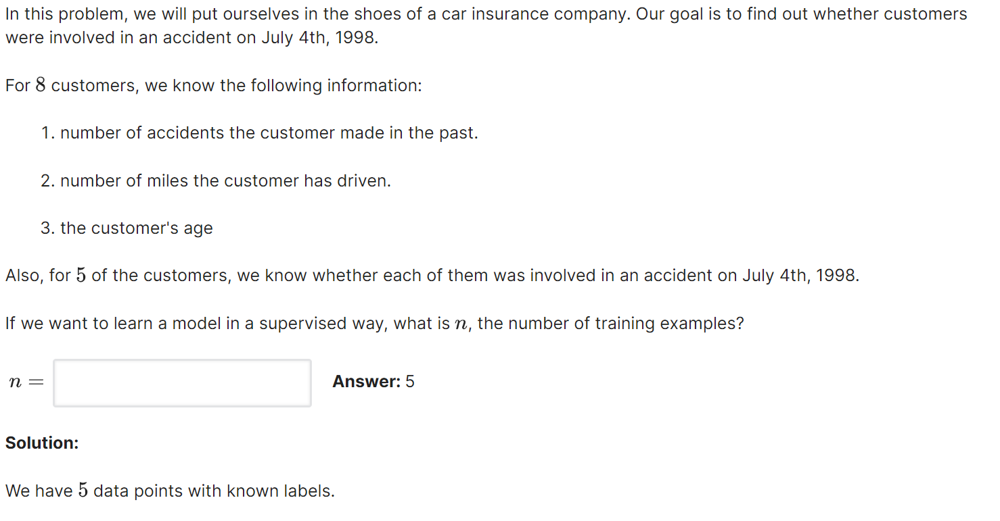 In this problem, we will put ourselves in the shoes of a car insurance company. Our goal is to find out whether customers
were involved in an accident on July 4th, 1998.
For 8 customers, we know the following information:
1. number of accidents the customer made in the past.
2. number of miles the customer has driven.
3. the customer's age
Also, for 5 of the customers, we know whether each of them was involved in an accident on July 4th, 1998.
If we want to learn a model in a supervised way, what is n, the number of training examples?
n = Answer: 5
Solution:
We have 5 data points with known labels.